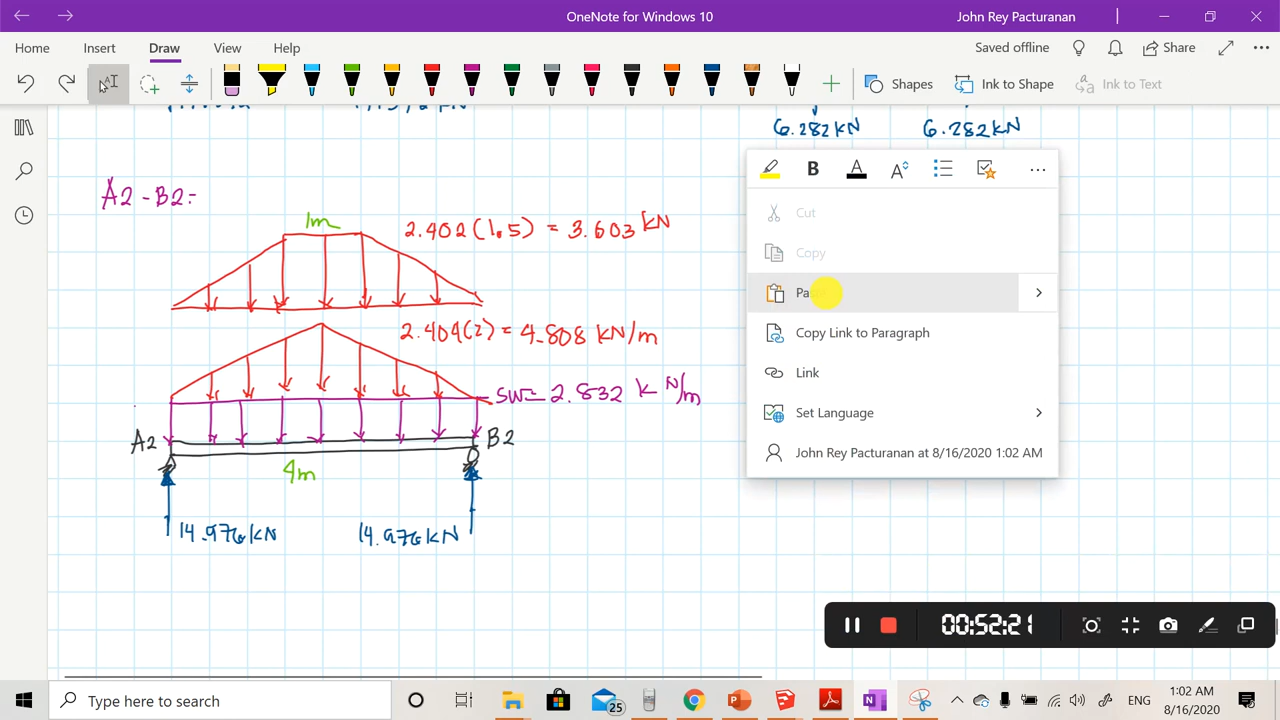 OneNote for Windows 10
John Rey Pacturanan
Home
Insert
Draw
View
Help
Saved offline
Share
Shapes
Ink to Shape
Ink to Text
6.282 kN
6.282 kN
A2 - B2:
1m
2.402(1.5) = 3.603 kN
2.404(2) = 4.808 kN/m
SW= 2.832 kN/m
A2
B2
4m
14.976 kN
14.976 kN
Cut
Copy
Copy Link to Paragraph
Link
Set Language
John Rey Pacturanan at 8/16/2020 1:02 AM
00:52:21
Type here to search
25
ENG
1:02 AM
8/16/2020